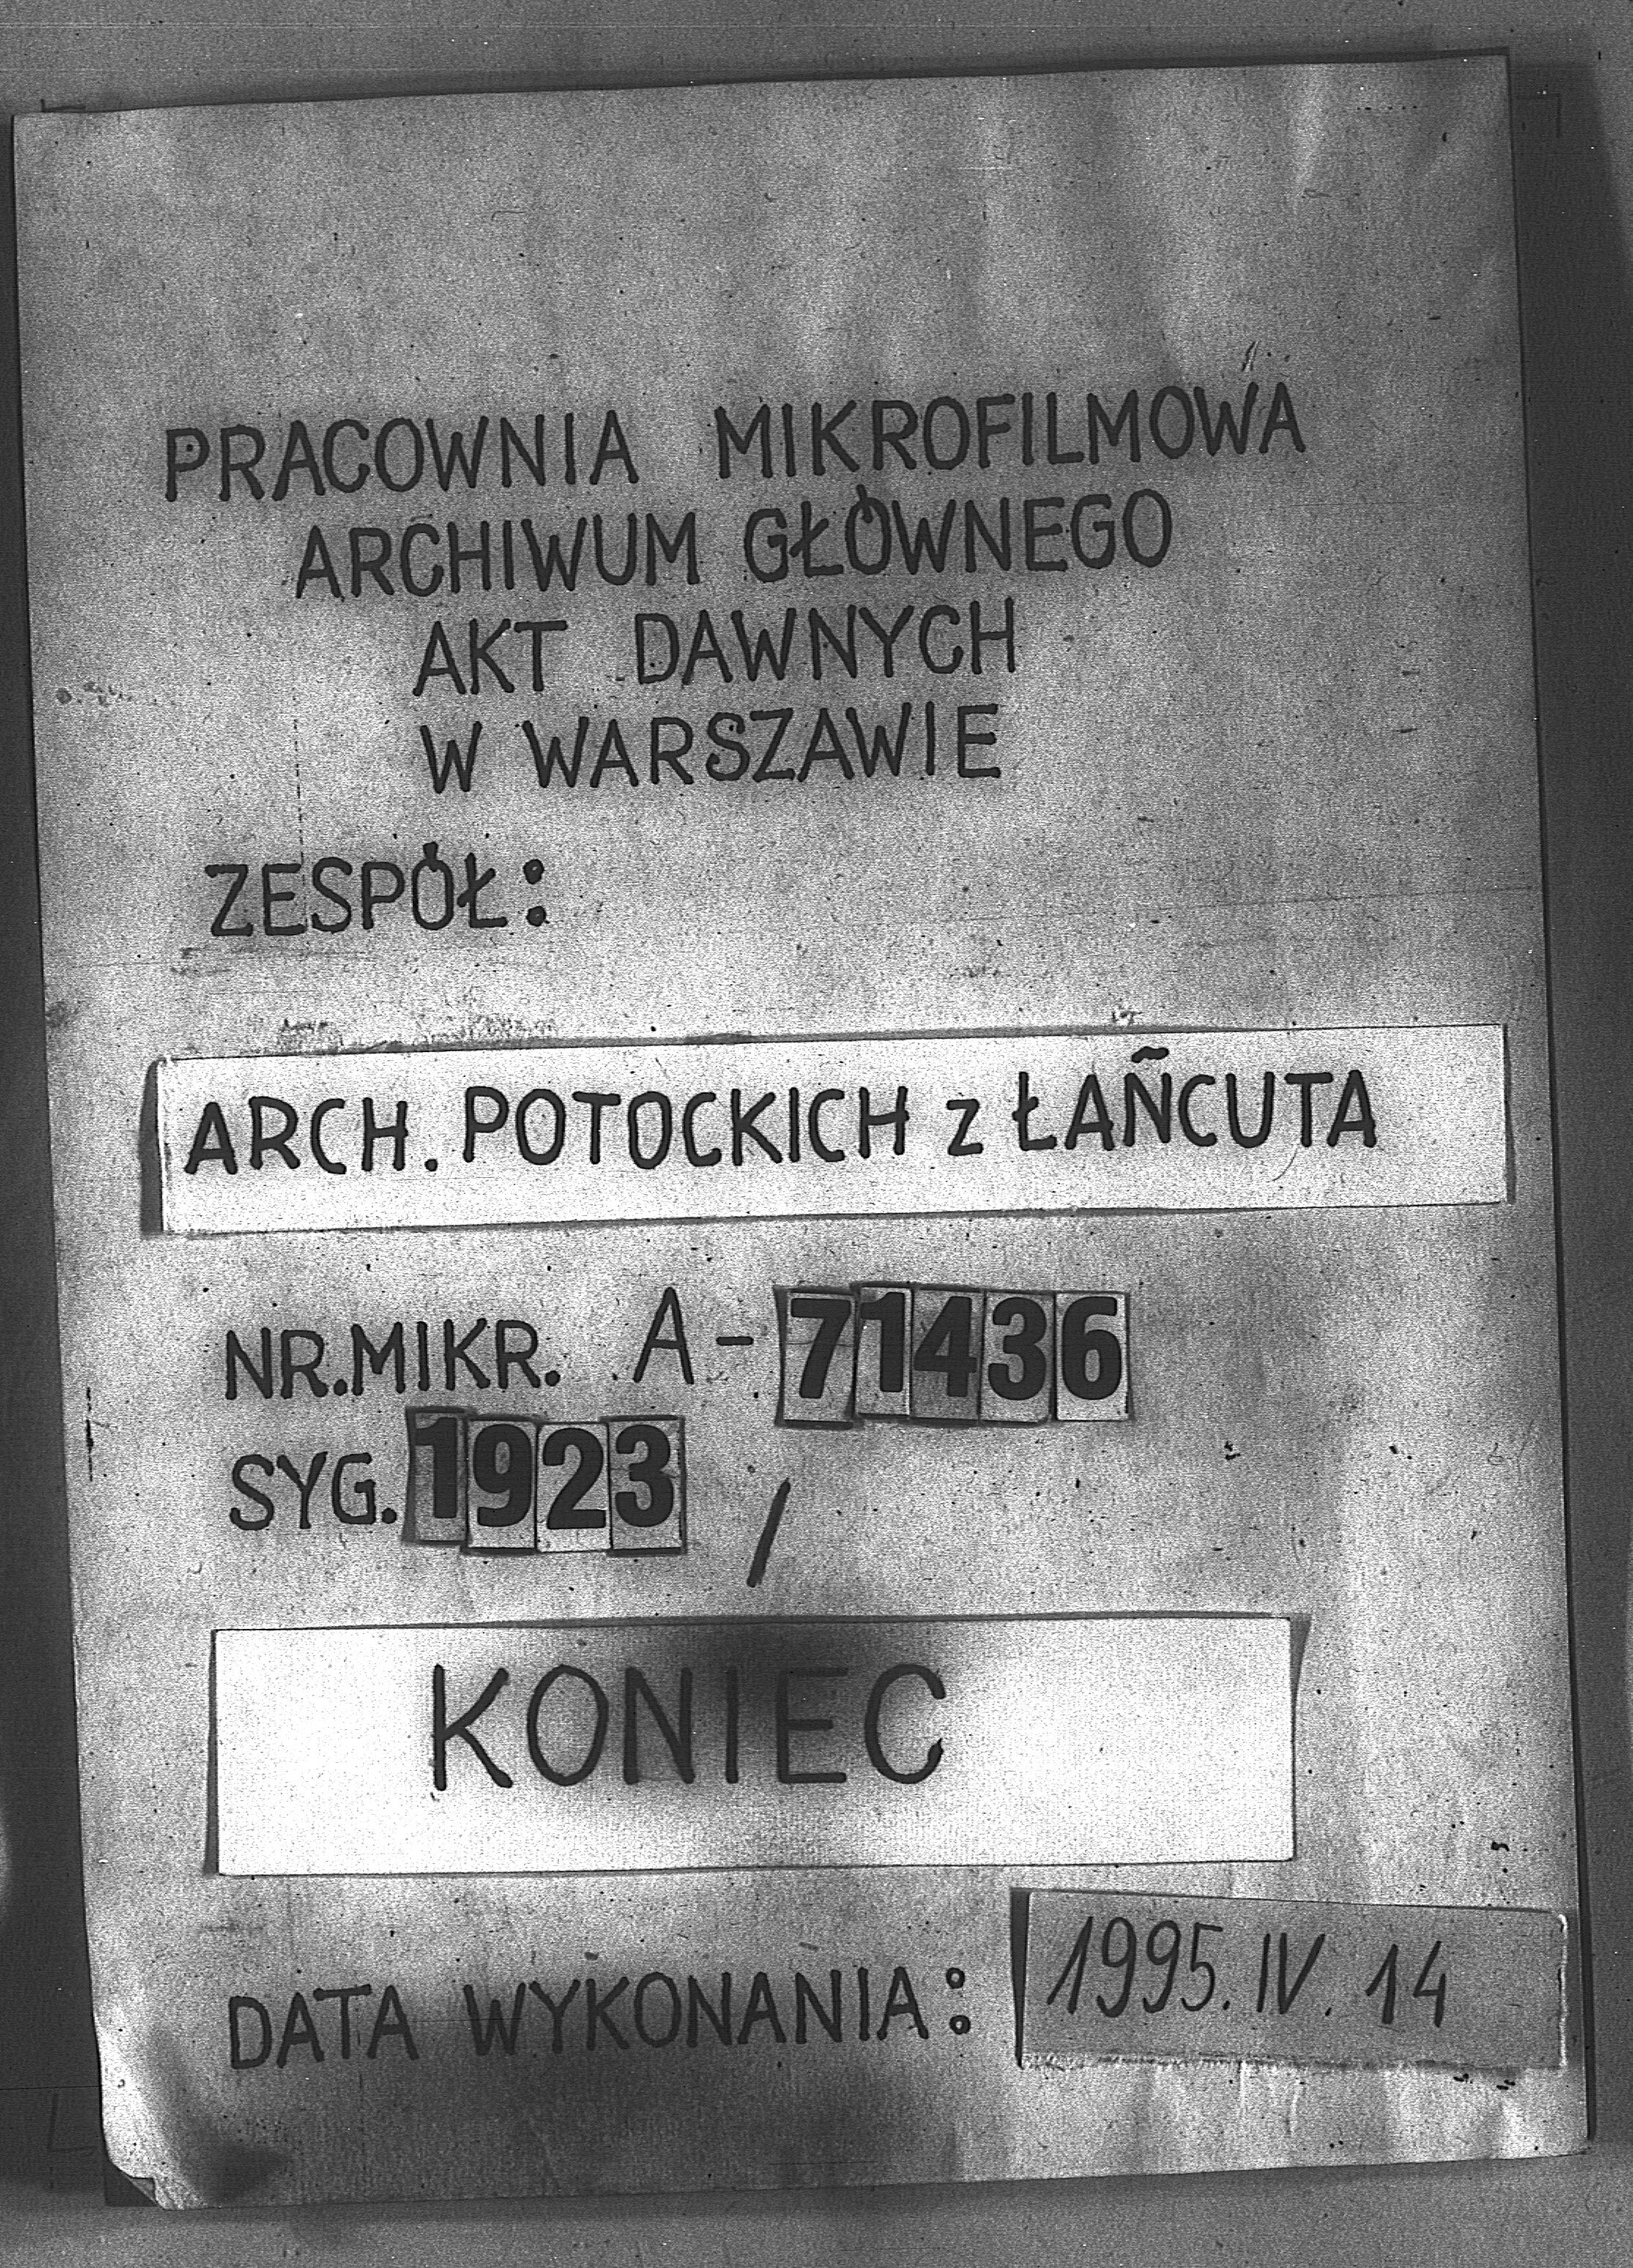 PRACOWNIA MIKROFILMOWA
ARCHIWUM GŁÓWNEGO
AKT DAWNYCH
W WARSZAWIE
ZESPÓŁ:
ARCH. POTOCKICH z ŁAÑCUTA
NR.MIKR. A-71436
SYG. 1923 /
KONIEC
DATA WYKONANIA: 1995.IV.14